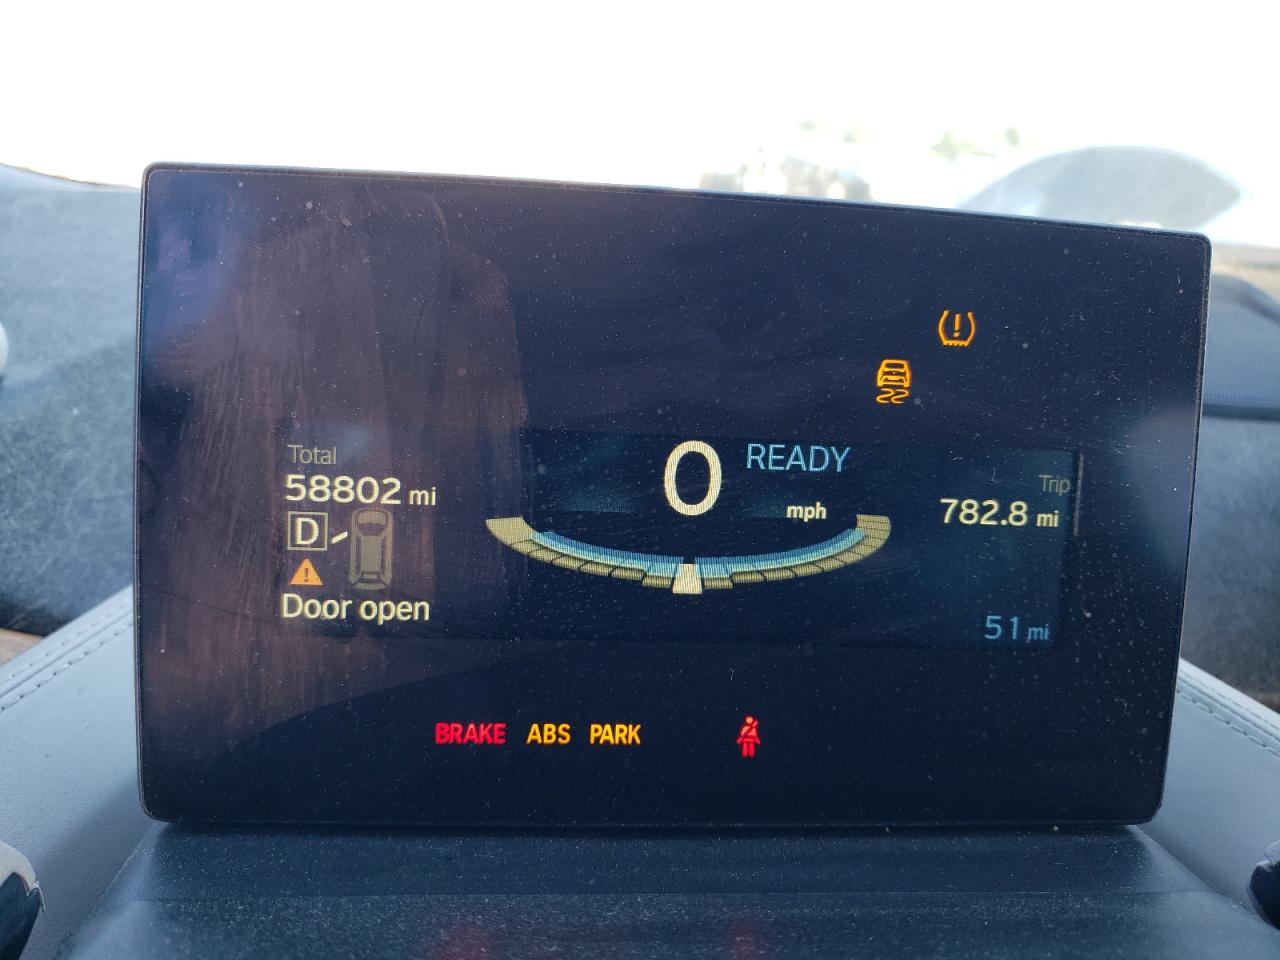 Total
58802 mi
D
Door open
0 READY
mph
Trip
782.8 mi
51 mi
BRAKE ABS PARK